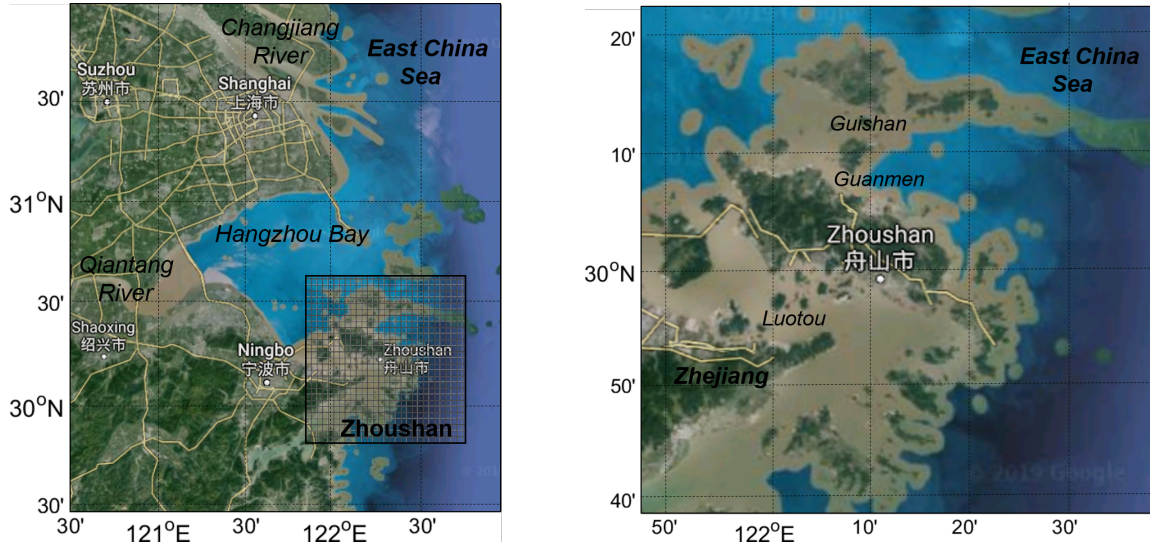 Changjiang
River
East China
Sea
Suzhou
苏州市
Shanghai
上海市
30'
31°N
Hangzhou Bay
Qiantang
River
30'
Shaoxing
绍兴市
Ningbo
宁波市
Zhoushan
舟山市
30°N
Zhoushan
30'
30'
121°E
30'
122°E
30'
20'
East China
Sea
Guishan
10'
Guanmen
Zhoushan
舟山市
30°N
Luotou
Zhejiang
50'
© 2019 Google
40'
50'
122°E
10'
20'
30'